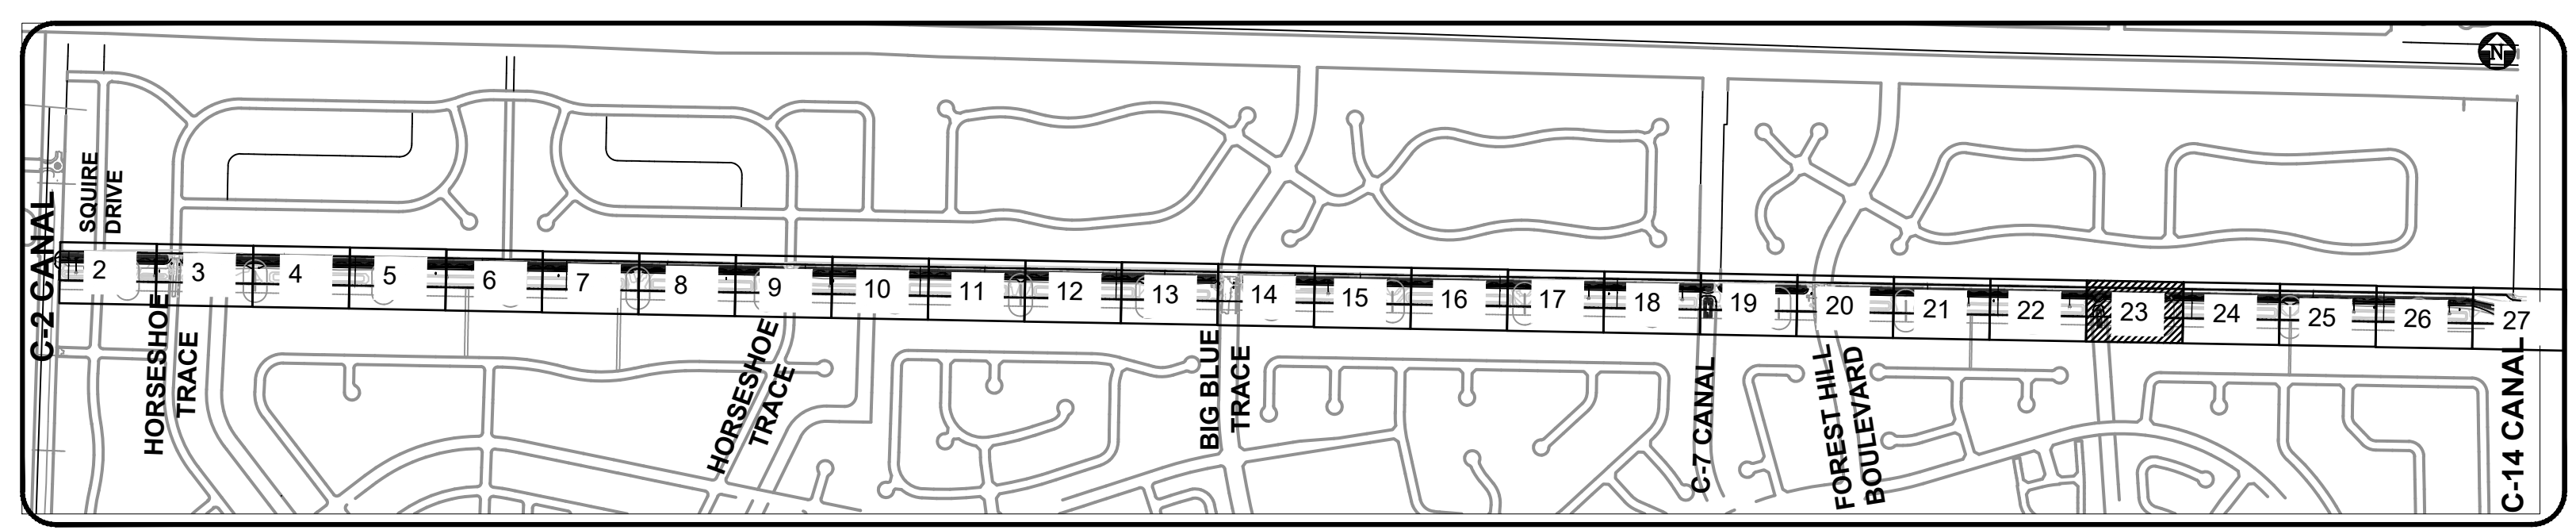 N
C-2 CANAL
SQUIRE
DRIVE
2
3
4
5
6
7
8
9
10
11
12
13
14
15
16
17
18
19
20
21
22
23
24
25
26
27
HORSESHOE
TRACE
HORSESHOE
TRACE
BIG BLUE
TRACE
C-7 CANAL
FOREST HILL
BOULEVARD
C-14 CANAL